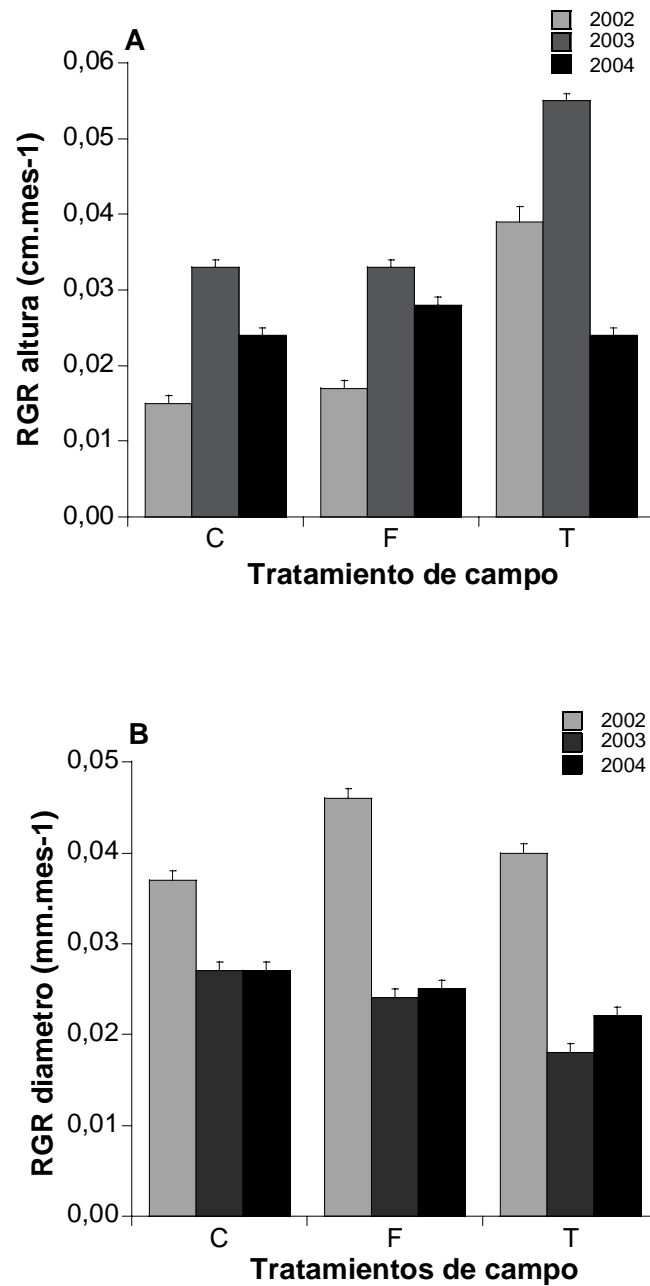 A
2002
2003
2004
RGR altura (cm.mes-1)
0,06
0,05
0,04
0,03
0,02
0,01
0,00
C F T
Tratamiento de campo
B
2002
2003
2004
RGR diametro (mm.mes-1)
0,05
0,04
0,03
0,02
0,01
0,00
C F T
Tratamientos de campo